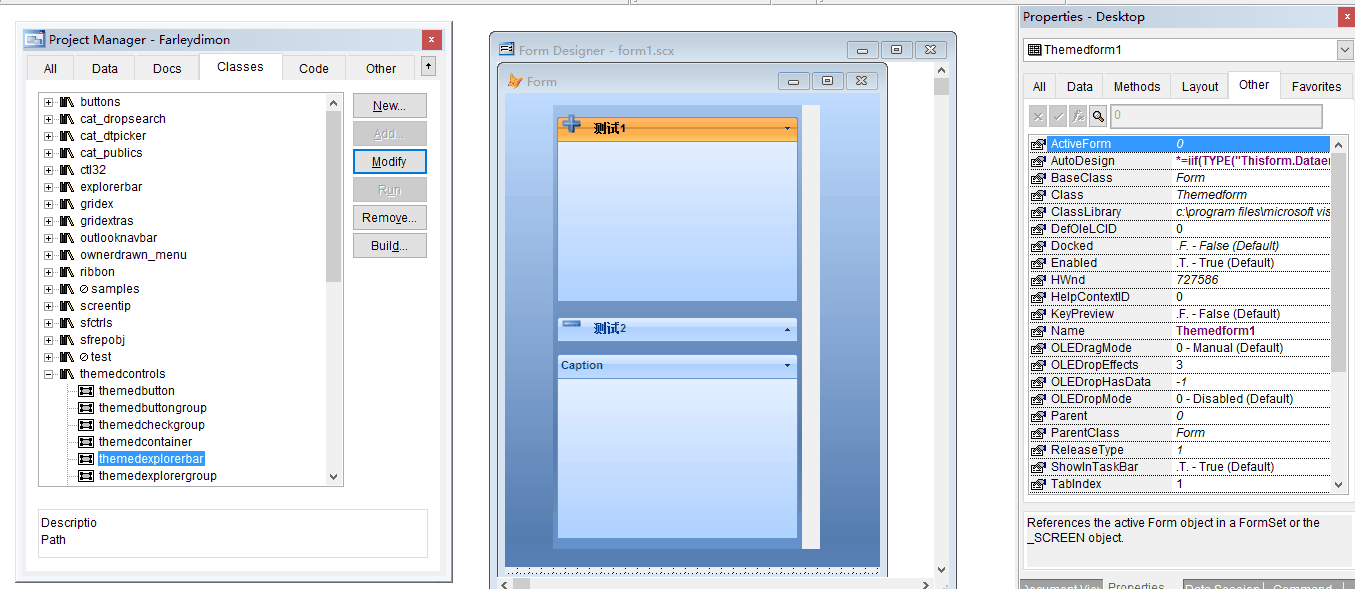 Project Manager - Farleydimon
All Data Docs Classes Code Other
buttons
cat_dropsearch
cat_dtpicker
cat_publics
ctl32
explorerbar
gridex
gridextras
outlooknavbar
ownerdrawn_menu
ribbon
samples
screentip
sfctrls
sfrepobj
test
themedcontrols
themedbutton
themedbuttongroup
themedcheckgroup
themedcontainer
themedexplorerbar
themedexplorergroup
New...
Add...
Modify
Run
Remove...
Build...
Descriptio
Path
Form Designer - form1.scx
Form
测试1
测试2
Caption
Properties - Desktop
Themedform1
All Data Methods Layout Other Favorites
0
ActiveForm 0
AutoDesign *=iif(TYPE("Thisform.Dataen
BaseClass Form
Class Themedform
ClassLibrary c:\program files\microsoft vis
DefOleLCID 0
Docked .F. - False (Default)
Enabled .T. - True (Default)
HWnd 727586
HelpContextID 0
KeyPreview .F. - False (Default)
Name Themedform1
OLEDragMode 0 - Manual (Default)
OLEDropEffects 3
OLEDropHasData -1
OLEDropMode 0 - Disabled (Default)
Parent 0
ParentClass Form
ReleaseType 1
ShowInTaskBar .T. - True (Default)
TabIndex 1
References the active Form object in a FormSet or the
_SCREEN object.
Document View Properties Data Session Command